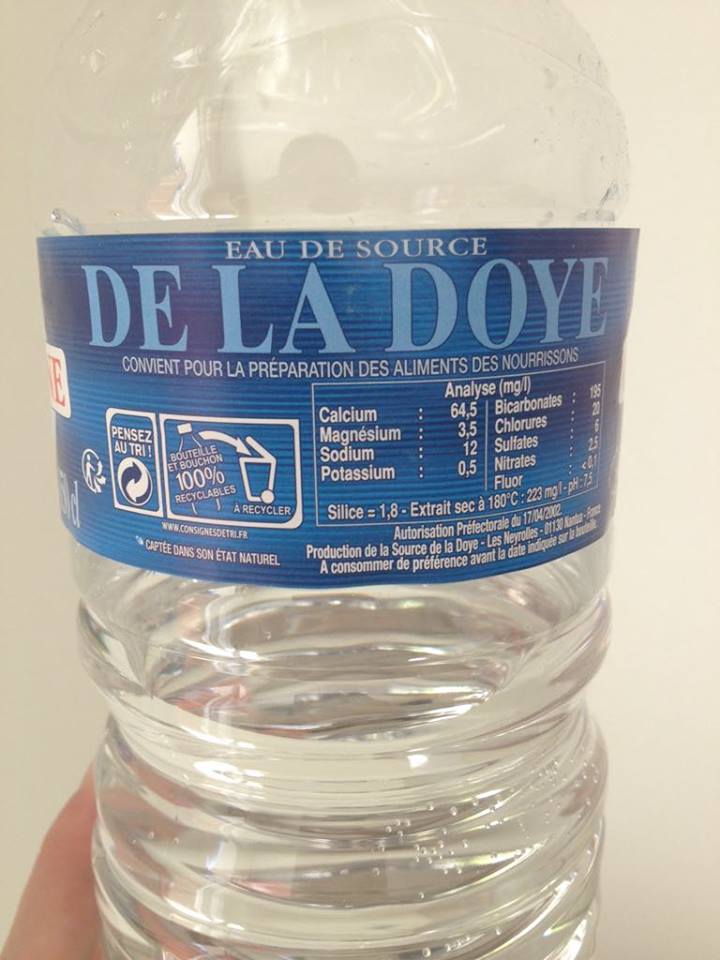 EAU DE SOURCE
DE LA DOYE
CONVIENT POUR LA PRÉPARATION DES ALIMENTS DES NOURRISSONS
PENSEZ
AU TRI !
BOUTEILLE
ET BOUCHON
100%
RECYCLABLES
À RECYCLER
WWW.CONSIGNESDETRI.FR
CAPTÉE DANS SON ÉTAT NATUREL
Analyse (mg/l)
Calcium : 64,5
Magnésium : 3,5
Sodium : 12
Potassium : 0,5
Bicarbonates : 195
Chlorures : 20
Sulfates : 6
Nitrates : 2,5
Fluor : <0,1
Silice = 1,8 - Extrait sec à 180°C : 223 mg/l - pH : 7,5
Autorisation Préfectorale du 17/04/2002.
Production de la Source de la Doye - Les Neyrolles - 01130 Nantua - France
A consommer de préférence avant la date indiquée sur la bouteille.